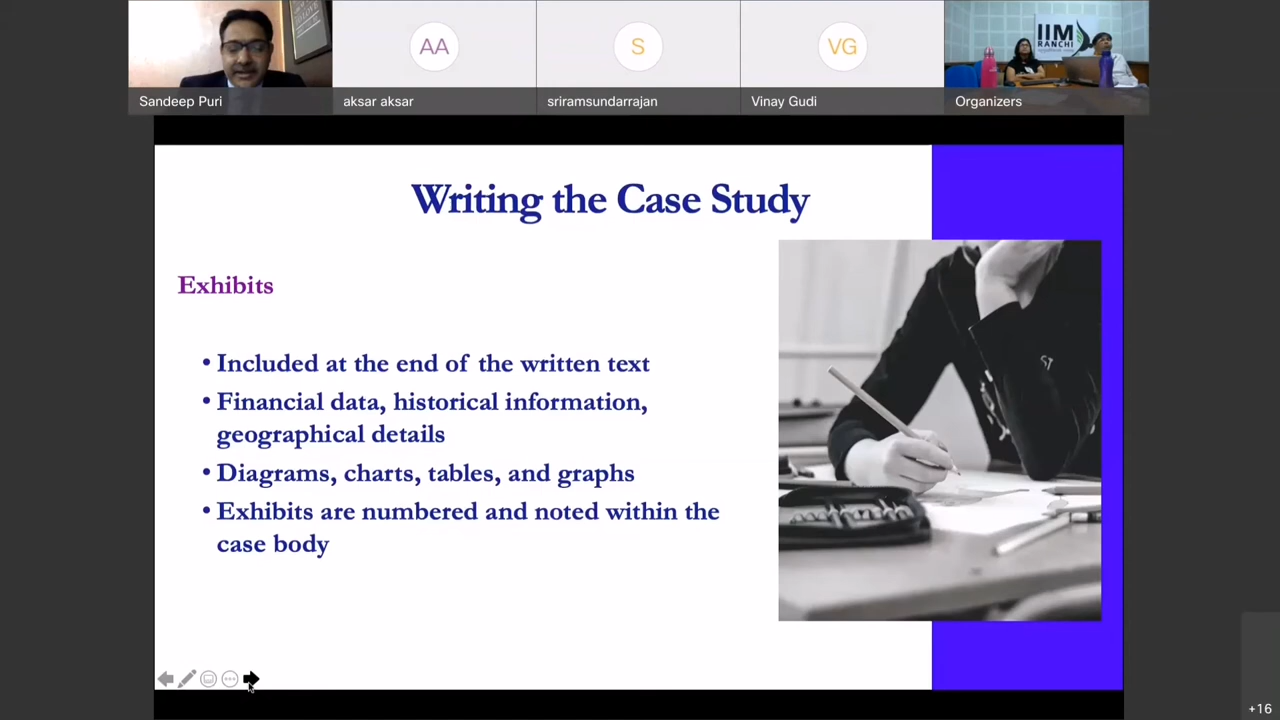 AA
S
VG
IIM
RANCHI
Sandeep Puri
aksar aksar
sriramsundarrajan
Vinay Gudi
Organizers
Writing the Case Study
Exhibits
• Included at the end of the written text
• Financial data, historical information,
geographical details
• Diagrams, charts, tables, and graphs
• Exhibits are numbered and noted within the
case body
+16